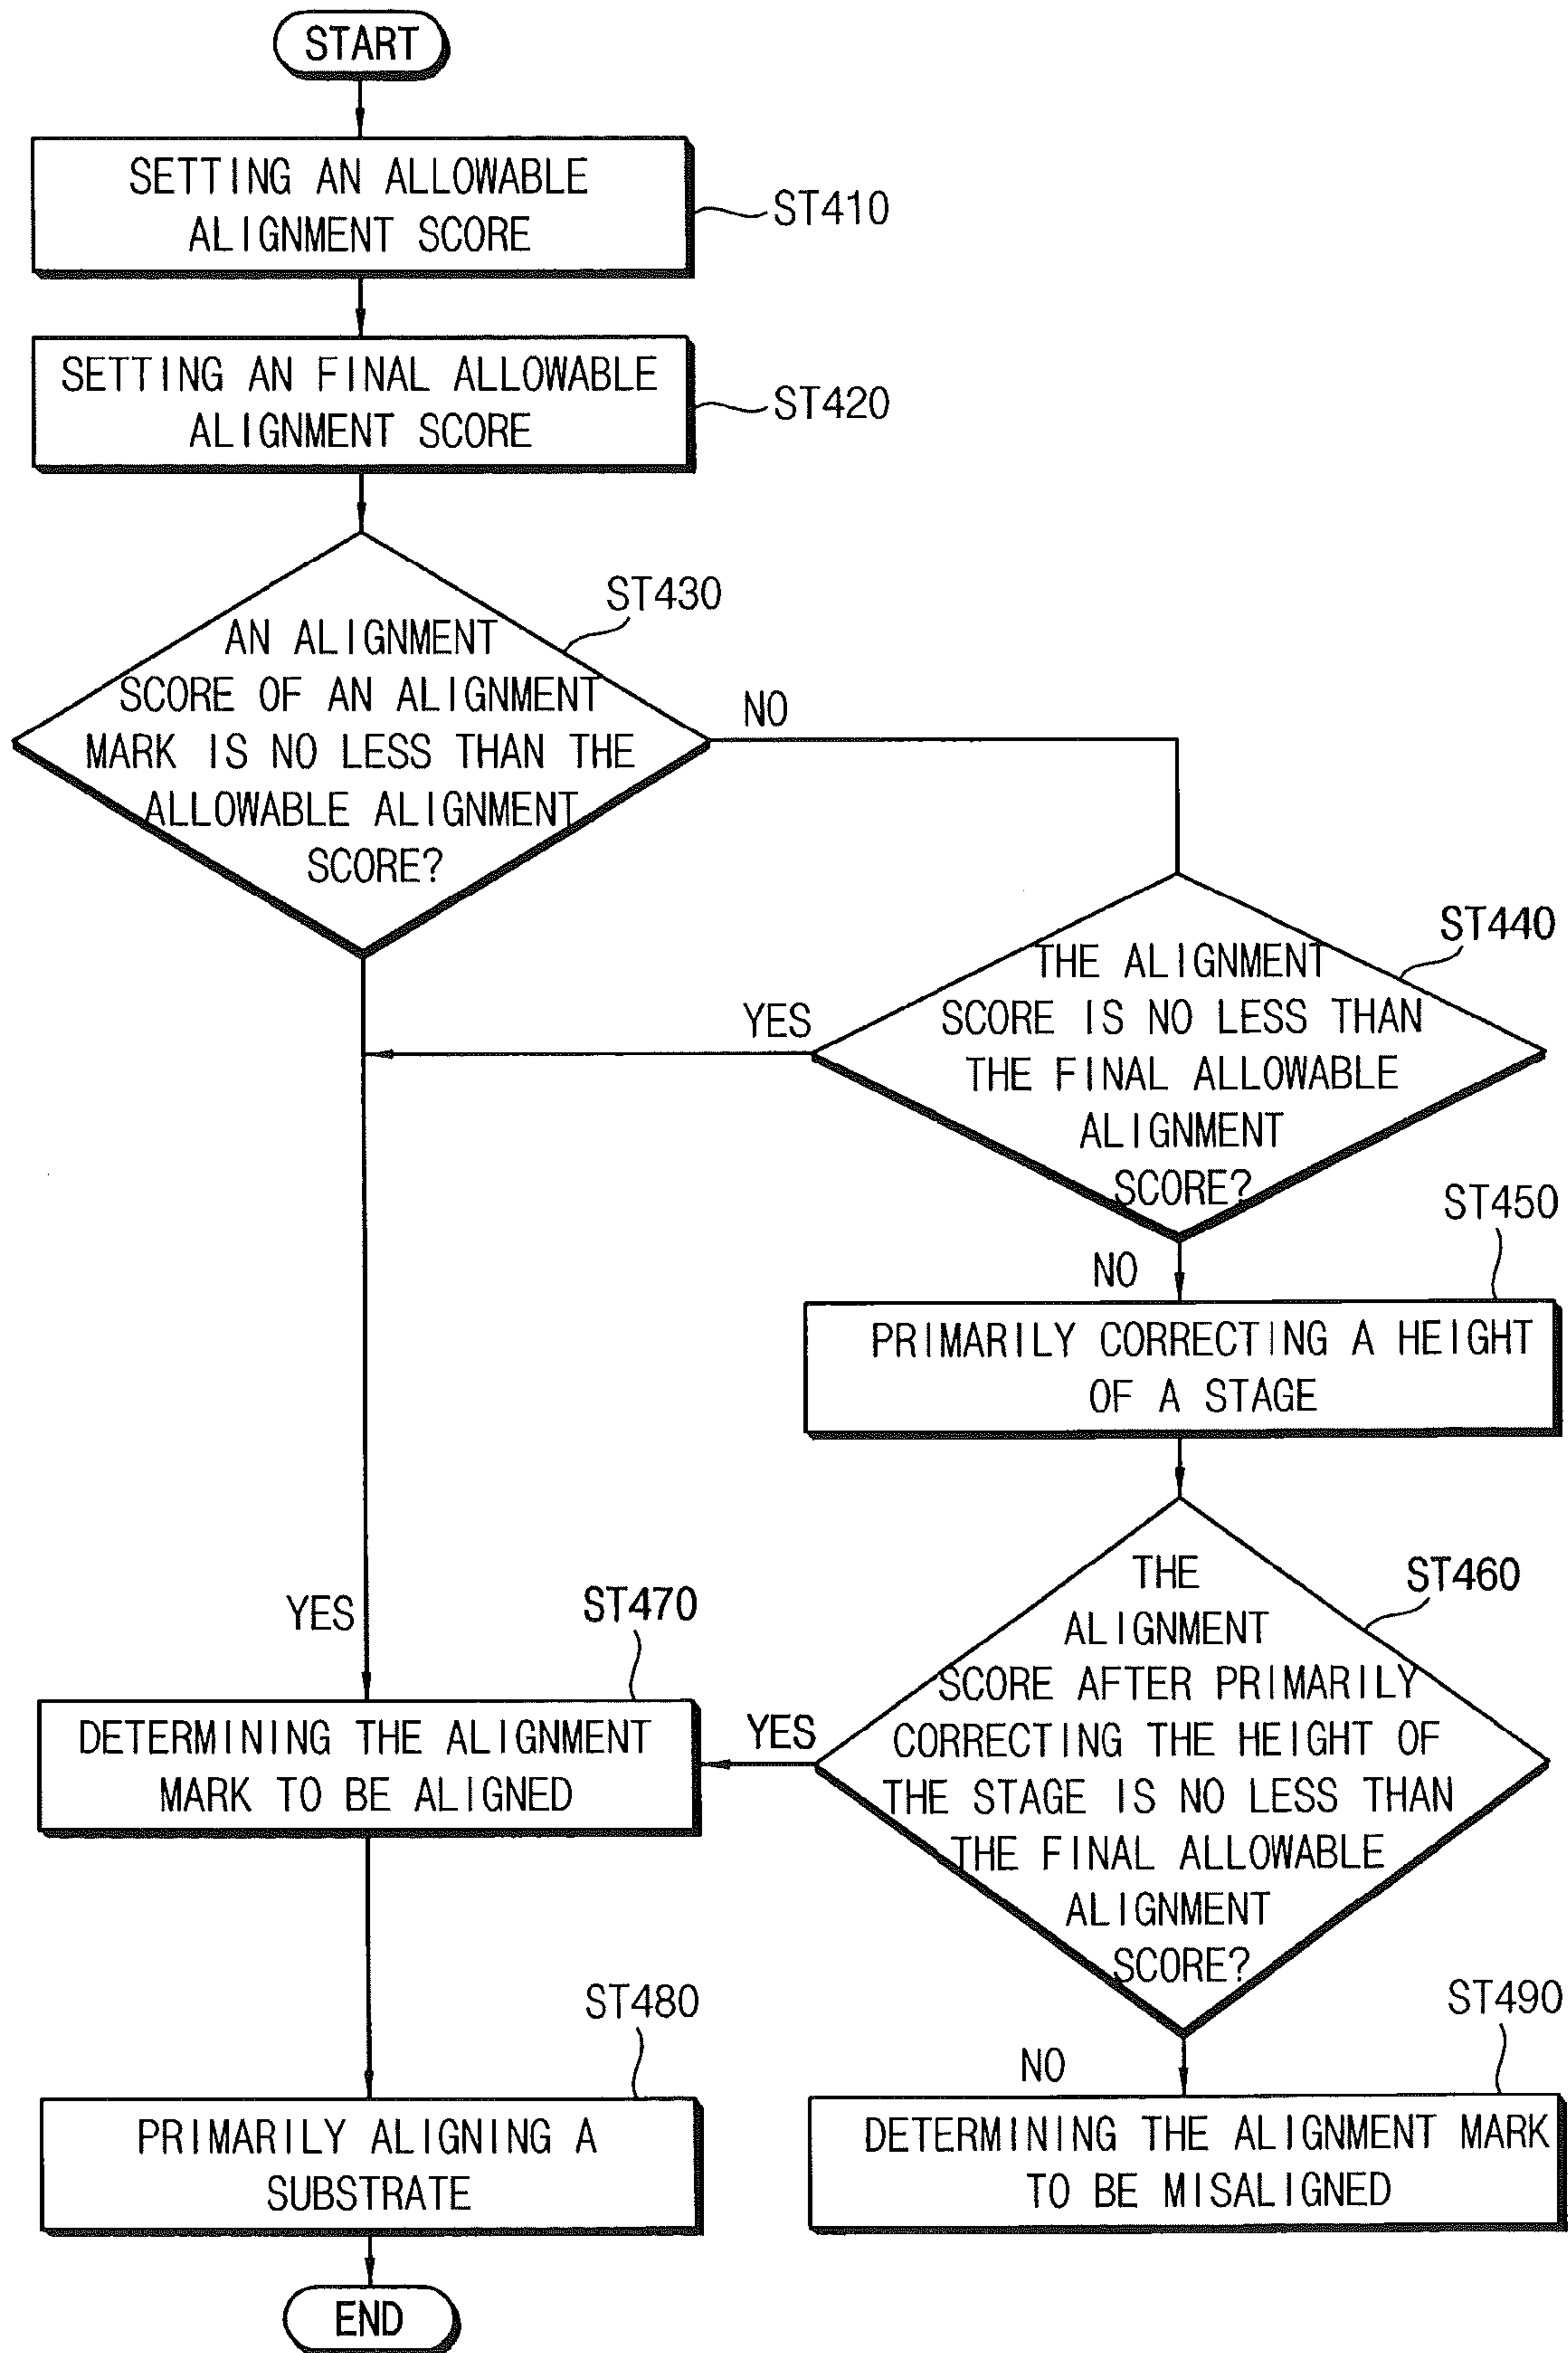 START
SETTING AN ALLOWABLE
ALIGNMENT SCORE
ST410
SETTING AN FINAL ALLOWABLE
ALIGNMENT SCORE
ST420
ST430
AN ALIGNMENT
SCORE OF AN ALIGNMENT
MARK IS NO LESS THAN THE
ALLOWABLE ALIGNMENT
SCORE?
NO
ST440
THE ALIGNMENT
SCORE IS NO LESS THAN
THE FINAL ALLOWABLE
ALIGNMENT
SCORE?
YES
NO
ST450
PRIMARILY CORRECTING A HEIGHT
OF A STAGE
ST460
THE
ALIGNMENT
SCORE AFTER PRIMARILY
CORRECTING THE HEIGHT OF
THE STAGE IS NO LESS THAN
THE FINAL ALLOWABLE
ALIGNMENT
SCORE?
YES
YES
ST470
DETERMINING THE ALIGNMENT
MARK TO BE ALIGNED
NO
ST490
DETERMINING THE ALIGNMENT MARK
TO BE MISALIGNED
ST480
PRIMARILY ALIGNING A
SUBSTRATE
END